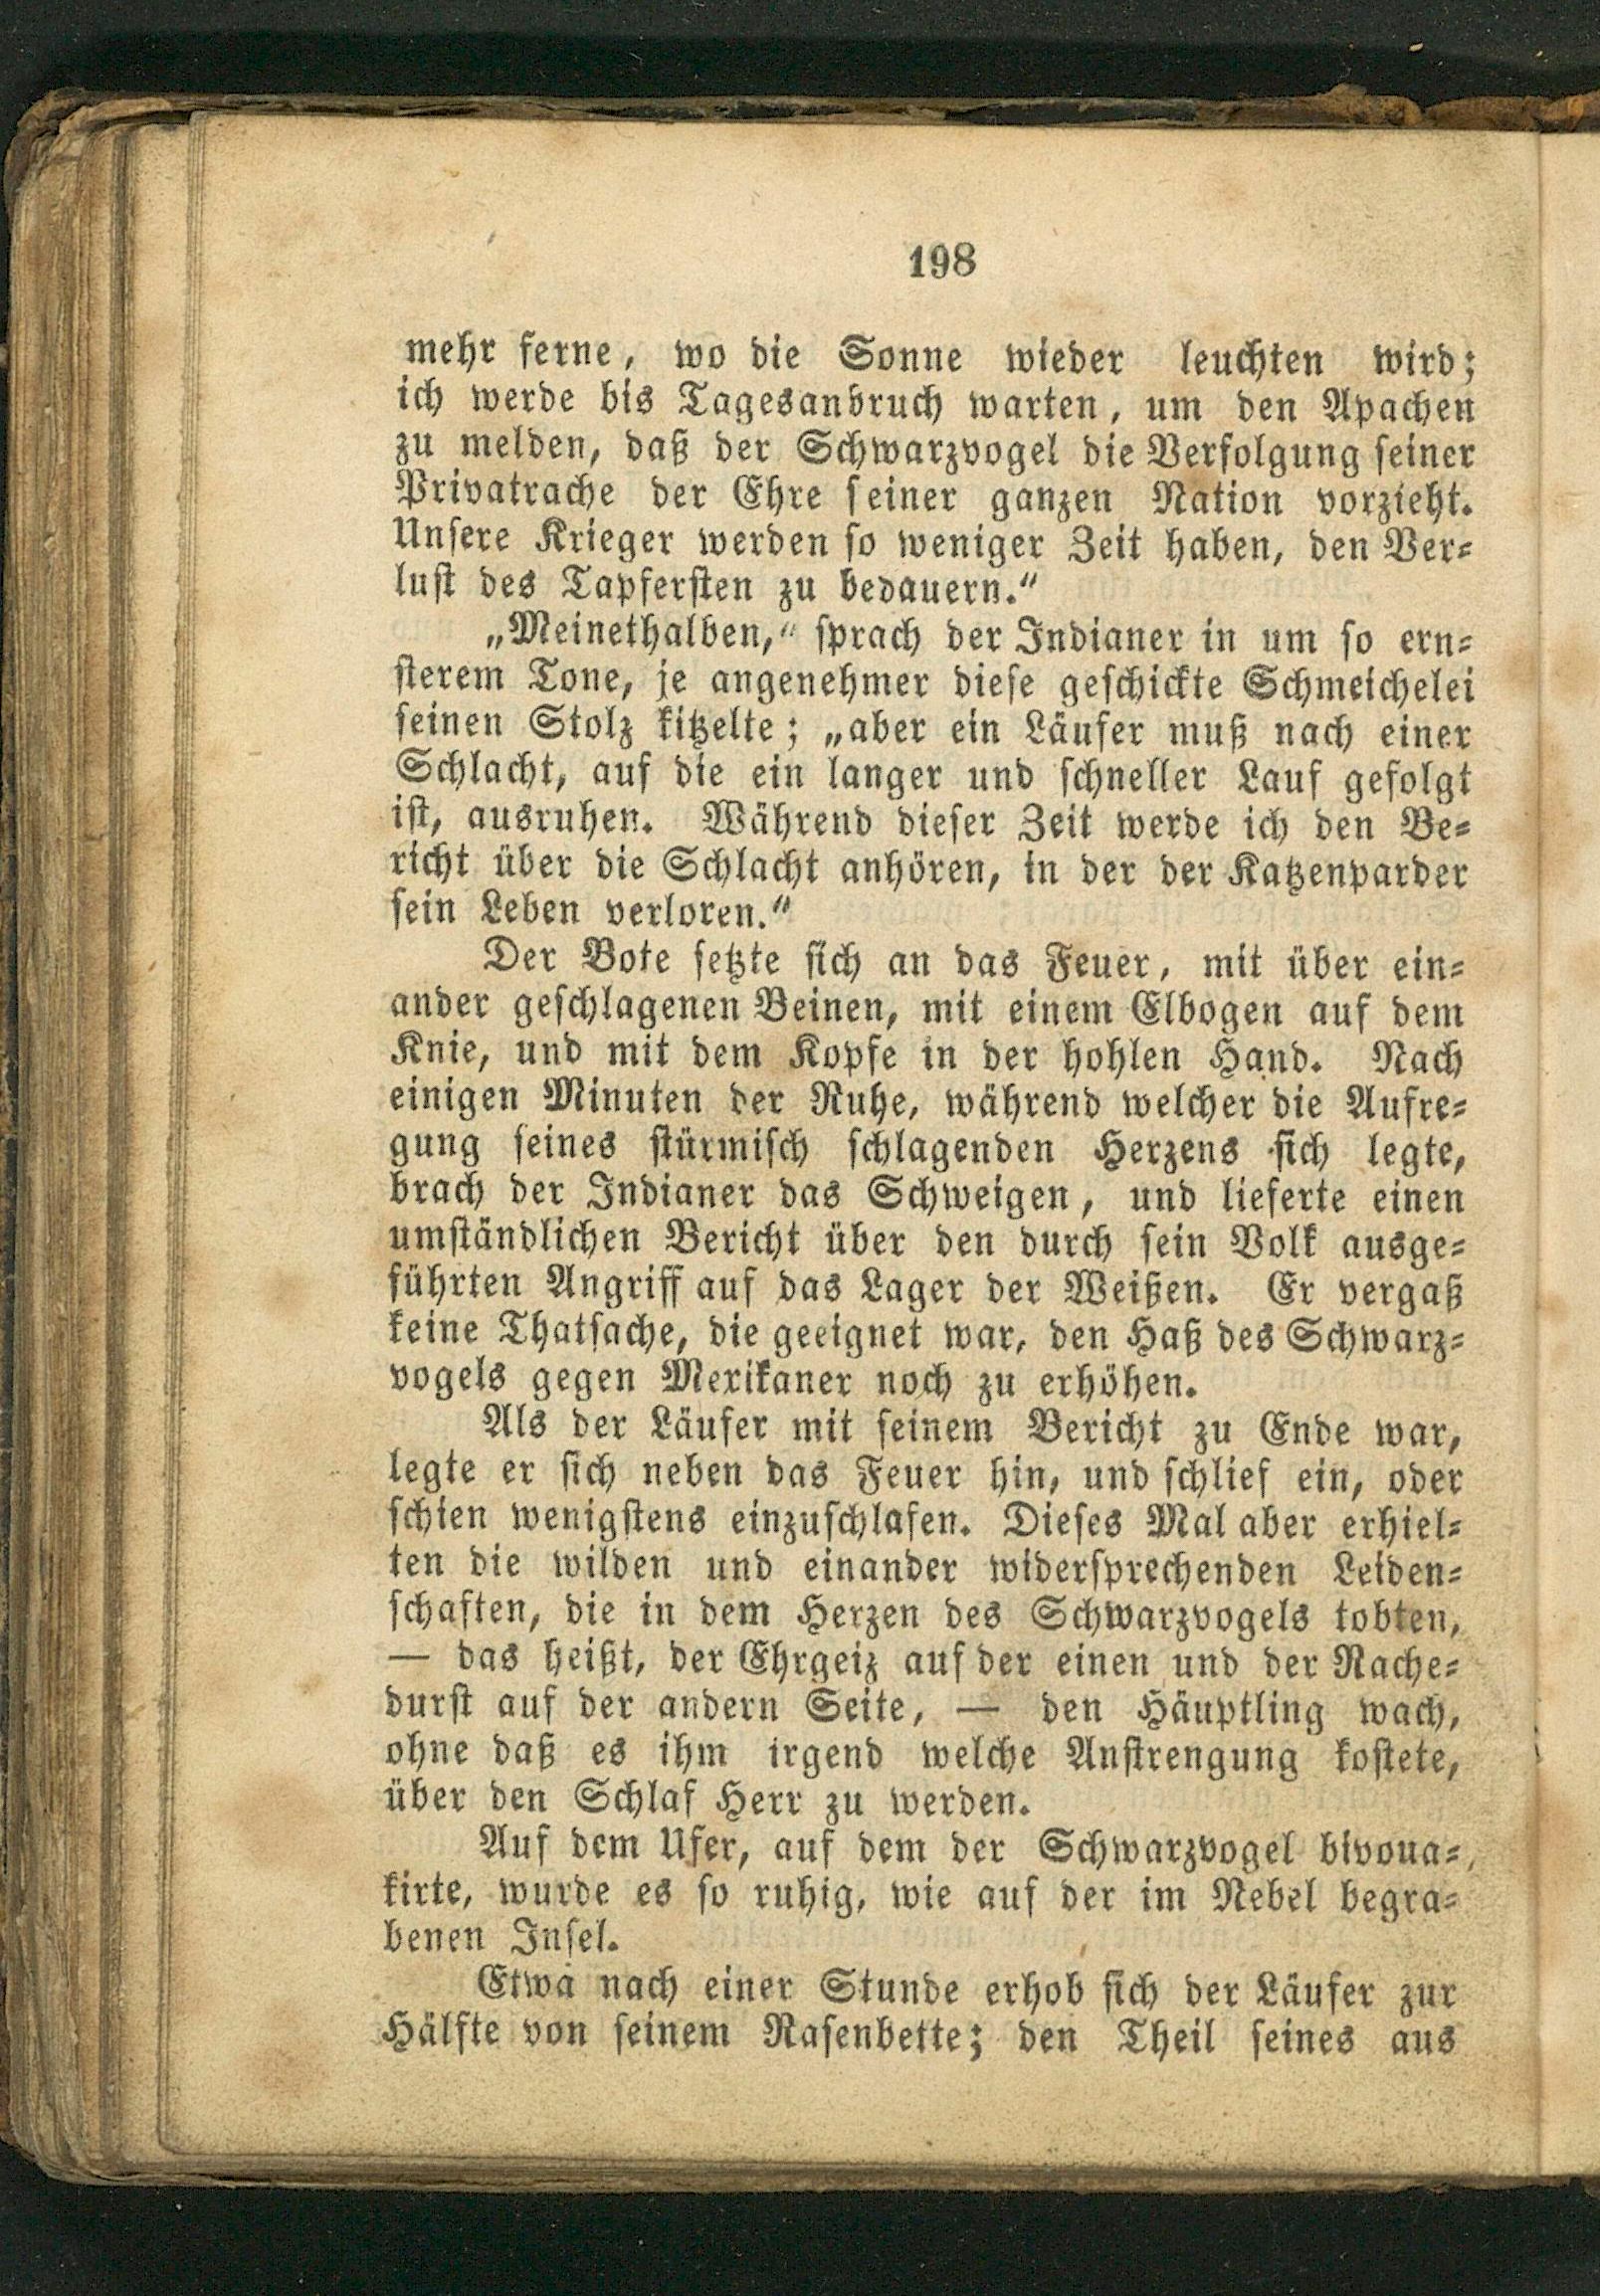 198
mehr ferne, wo die Sonne wieder leuchten wird;
ich werde bis Tagesanbruch warten, um den Apachen
zu melden, daß der Schwarzvogel die Verfolgung seiner
Privatrache der Ehre seiner ganzen Nation vorzieht.
Unsere Krieger werden so weniger Zeit haben, den Ver-
lust des Tapfersten zu bedauern.“
„Meinethalben,“ sprach der Indianer in um so ern-
sterem Tone, je angenehmer diese geschickte Schmeichelei
seinen Stolz kitzelte; „aber ein Läufer muß nach einer
Schlacht, auf die ein langer und schneller Lauf gefolgt
ist, ausruhen. Während dieser Zeit werde ich den Be-
richt über die Schlacht anhören, in der der Katzenparder
sein Leben verloren.“
Der Bote setzte sich an das Feuer, mit über ein-
ander geschlagenen Beinen, mit einem Elbogen auf dem
Knie, und mit dem Kopfe in der hohlen Hand. Nach
einigen Minuten der Ruhe, während welcher die Aufre-
gung seines stürmisch schlagenden Herzens sich legte,
brach der Indianer das Schweigen, und lieferte einen
umständlichen Bericht über den durch sein Volk ausge-
führten Angriff auf das Lager der Weißen. Er vergaß
keine Thatsache, die geeignet war, den Haß des Schwarz-
vogels gegen Mexikaner noch zu erhöhen.
Als der Läufer mit seinem Bericht zu Ende war,
legte er sich neben das Feuer hin, und schlief ein, oder
schien wenigstens einzuschlafen. Dieses Mal aber erhiel-
ten die wilden und einander widersprechenden Leiden-
schaften, die in dem Herzen des Schwarzvogels tobten,
— das heißt, der Ehrgeiz auf der einen und der Rache-
durst auf der andern Seite, — den Häuptling wach,
ohne daß es ihm irgend welche Anstrengung kostete,
über den Schlaf Herr zu werden.
Auf dem Ufer, auf dem der Schwarzvogel bivoua-
kirte, wurde es so ruhig, wie auf der im Nebel begra-
benen Insel.
Etwa nach einer Stunde erhob sich der Läufer zur
Hälfte von seinem Rasenbette; den Theil seines aus